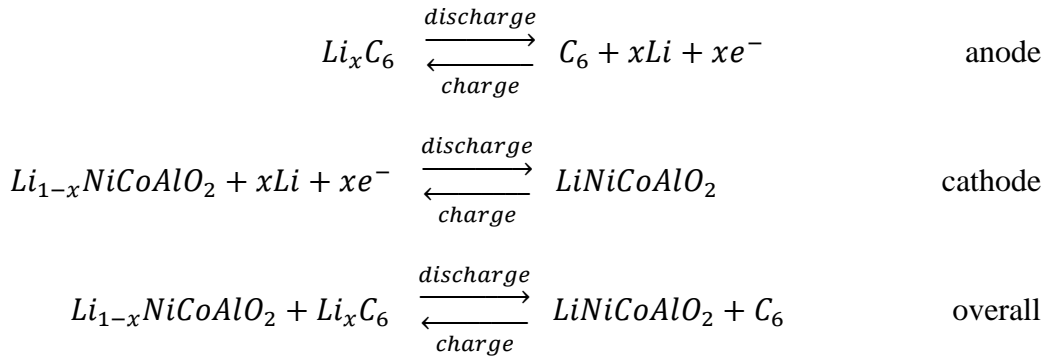 discharge
Li_xC_6 ⇄ C_6 + xLi + xe^− anode
charge
discharge
Li_{1−x}NiCoAlO_2 + xLi + xe^− ⇄ LiNiCoAlO_2 cathode
charge
discharge
Li_{1−x}NiCoAlO_2 + Li_xC_6 ⇄ LiNiCoAlO_2 + C_6 overall
charge